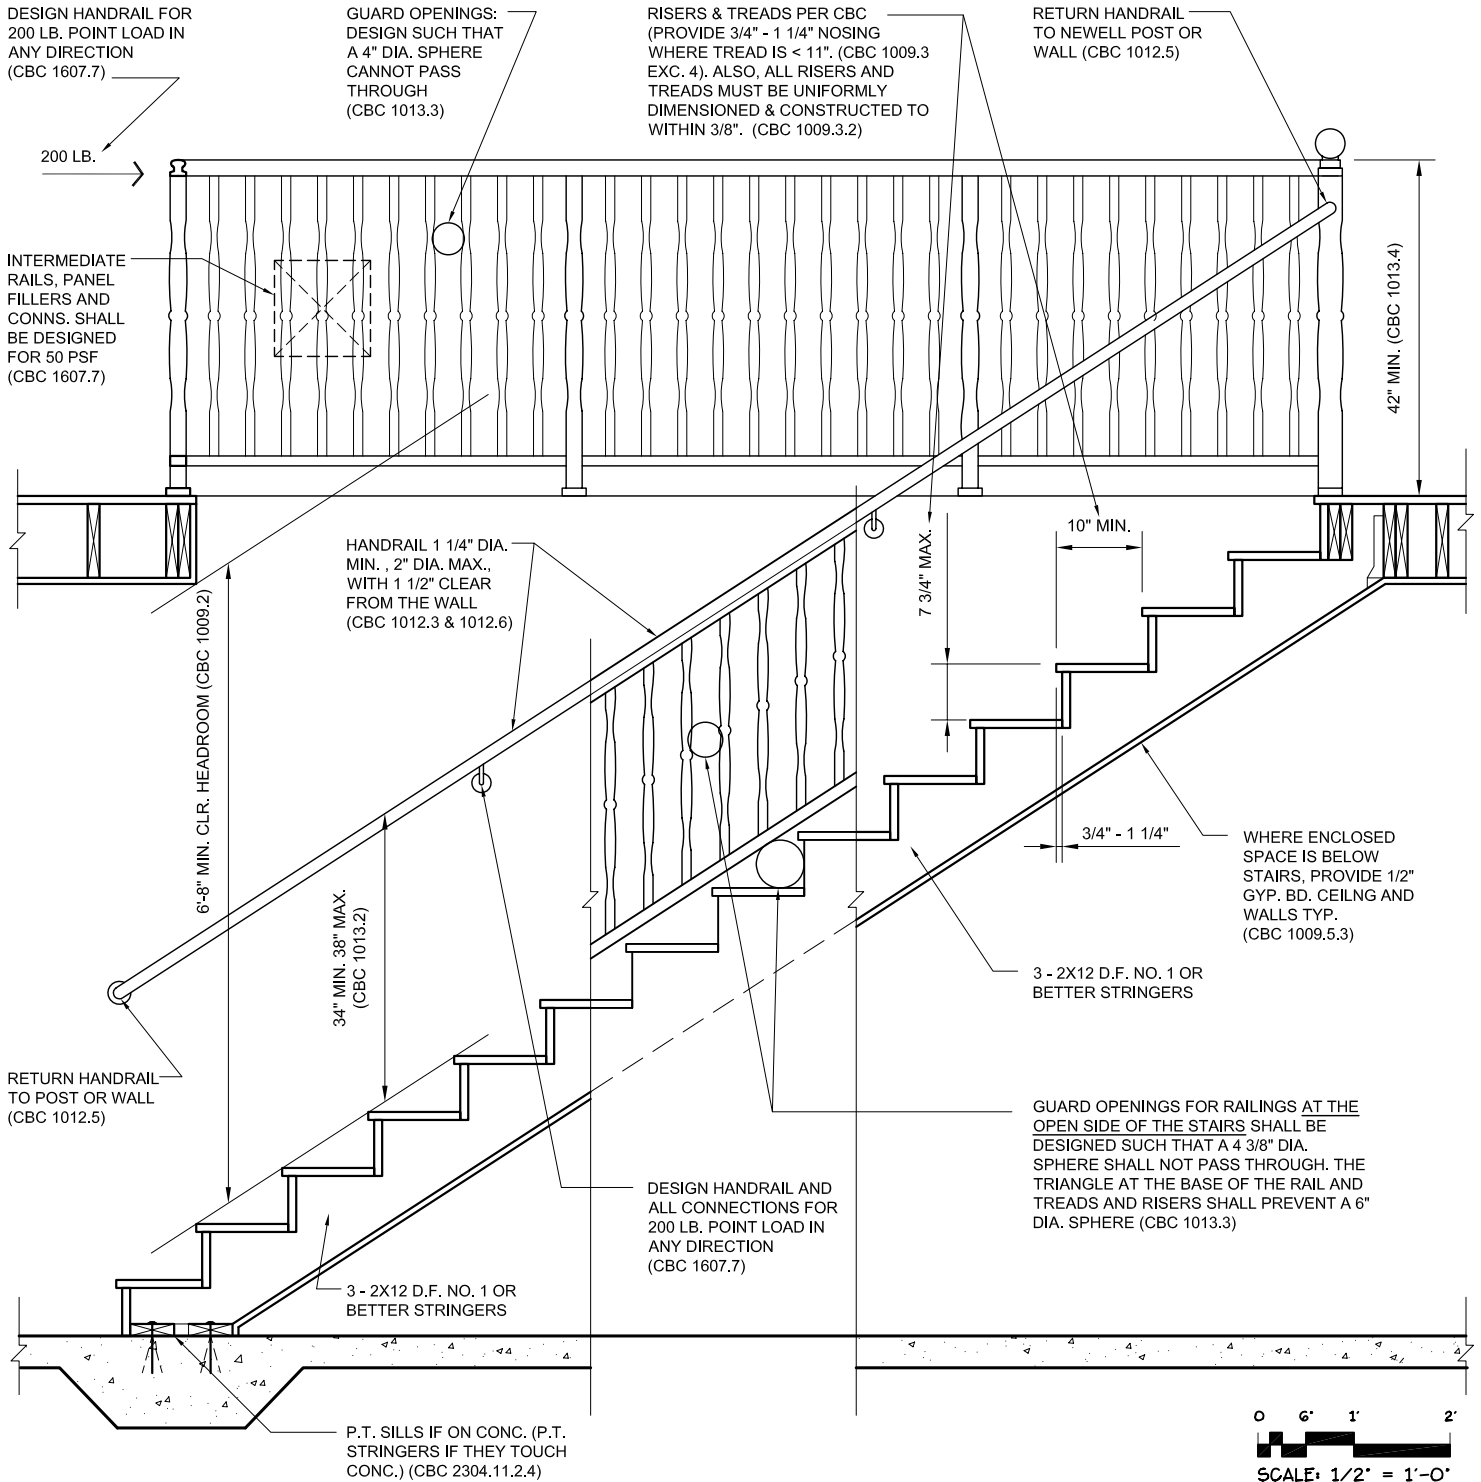 DESIGN HANDRAIL FOR
200 LB. POINT LOAD IN
ANY DIRECTION
(CBC 1607.7)
GUARD OPENINGS:
DESIGN SUCH THAT
A 4" DIA. SPHERE
CANNOT PASS
THROUGH
(CBC 1013.3)
RISERS & TREADS PER CBC
(PROVIDE 3/4" - 1 1/4" NOSING
WHERE TREAD IS < 11". (CBC 1009.3
EXC. 4). ALSO, ALL RISERS AND
TREADS MUST BE UNIFORMLY
DIMENSIONED & CONSTRUCTED TO
WITHIN 3/8". (CBC 1009.3.2)
RETURN HANDRAIL
TO NEWELL POST OR
WALL (CBC 1012.5)
200 LB.
INTERMEDIATE
RAILS, PANEL
FILLERS AND
CONNS. SHALL
BE DESIGNED
FOR 50 PSF
(CBC 1607.7)
42" MIN. (CBC 1013.4)
HANDRAIL 1 1/4" DIA.
MIN. , 2" DIA. MAX.,
WITH 1 1/2" CLEAR
FROM THE WALL
(CBC 1012.3 & 1012.6)
7 3/4" MAX.
10" MIN.
6'-8" MIN. CLR. HEADROOM (CBC 1009.2)
34" MIN. 38" MAX.
(CBC 1013.2)
3/4" - 1 1/4"
WHERE ENCLOSED
SPACE IS BELOW
STAIRS, PROVIDE 1/2"
GYP. BD. CEILNG AND
WALLS TYP.
(CBC 1009.5.3)
3 - 2X12 D.F. NO. 1 OR
BETTER STRINGERS
RETURN HANDRAIL
TO POST OR WALL
(CBC 1012.5)
GUARD OPENINGS FOR RAILINGS AT THE
OPEN SIDE OF THE STAIRS SHALL BE
DESIGNED SUCH THAT A 4 3/8" DIA.
SPHERE SHALL NOT PASS THROUGH. THE
TRIANGLE AT THE BASE OF THE RAIL AND
TREADS AND RISERS SHALL PREVENT A 6"
DIA. SPHERE (CBC 1013.3)
DESIGN HANDRAIL AND
ALL CONNECTIONS FOR
200 LB. POINT LOAD IN
ANY DIRECTION
(CBC 1607.7)
3 - 2X12 D.F. NO. 1 OR
BETTER STRINGERS
P.T. SILLS IF ON CONC. (P.T.
STRINGERS IF THEY TOUCH
CONC.) (CBC 2304.11.2.4)
0 6" 1' 2'
SCALE: 1/2" = 1'-0"